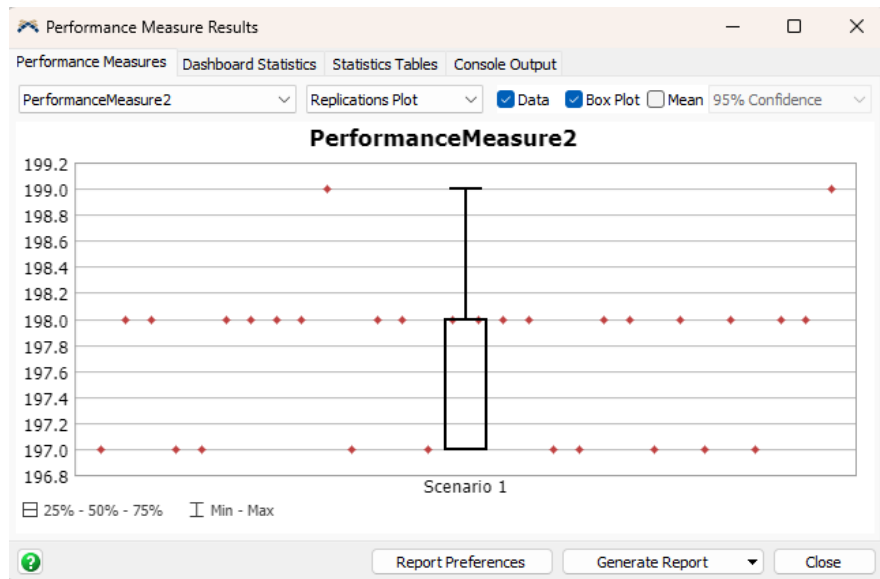 Performance Measure Results
Performance Measures Dashboard Statistics Statistics Tables Console Output
PerformanceMeasure2 Replications Plot Data Box Plot Mean 95% Confidence
PerformanceMeasure2
199.2
199.0
198.8
198.6
198.4
198.2
198.0
197.8
197.6
197.4
197.2
197.0
196.8
Scenario 1
25% - 50% - 75% Min - Max
? Report Preferences Generate Report Close